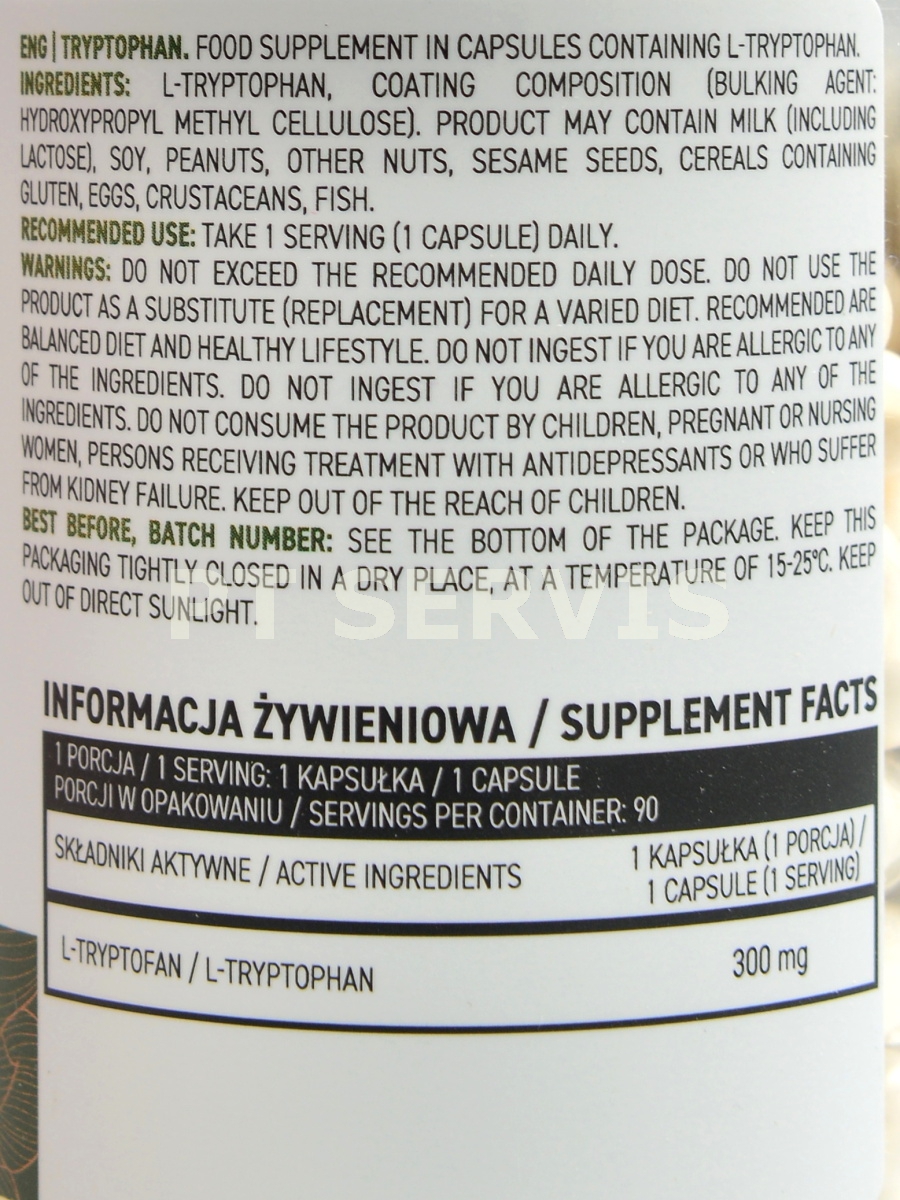 ENG | TRYPTOPHAN. FOOD SUPPLEMENT IN CAPSULES CONTAINING L-TRYPTOPHAN.
INGREDIENTS: L-TRYPTOPHAN, COATING COMPOSITION (BULKING AGENT:
HYDROXYPROPYL METHYL CELLULOSE). PRODUCT MAY CONTAIN MILK (INCLUDING
LACTOSE), SOY, PEANUTS, OTHER NUTS, SESAME SEEDS, CEREALS CONTAINING
GLUTEN, EGGS, CRUSTACEANS, FISH.
RECOMMENDED USE: TAKE 1 SERVING (1 CAPSULE) DAILY.
WARNINGS: DO NOT EXCEED THE RECOMMENDED DAILY DOSE. DO NOT USE THE
PRODUCT AS A SUBSTITUTE (REPLACEMENT) FOR A VARIED DIET. RECOMMENDED ARE
BALANCED DIET AND HEALTHY LIFESTYLE. DO NOT INGEST IF YOU ARE ALLERGIC TO ANY
OF THE INGREDIENTS. DO NOT INGEST IF YOU ARE ALLERGIC TO ANY OF THE
INGREDIENTS. DO NOT CONSUME THE PRODUCT BY CHILDREN, PREGNANT OR NURSING
WOMEN, PERSONS RECEIVING TREATMENT WITH ANTIDEPRESSANTS OR WHO SUFFER
FROM KIDNEY FAILURE. KEEP OUT OF THE REACH OF CHILDREN.
BEST BEFORE, BATCH NUMBER: SEE THE BOTTOM OF THE PACKAGE. KEEP THIS
PACKAGING TIGHTLY CLOSED IN A DRY PLACE, AT A TEMPERATURE OF 15-25°C. KEEP
OUT OF DIRECT SUNLIGHT.
PT SERVIS
INFORMACJA ŻYWIENIOWA / SUPPLEMENT FACTS
1 PORCJA / 1 SERVING: 1 KAPSUŁKA / 1 CAPSULE
PORCJI W OPAKOWANIU / SERVINGS PER CONTAINER: 90
SKŁADNIKI AKTYWNE / ACTIVE INGREDIENTS
1 KAPSUŁKA (1 PORCJA) /
1 CAPSULE (1 SERVING)
L-TRYPTOFAN / L-TRYPTOPHAN
300 mg